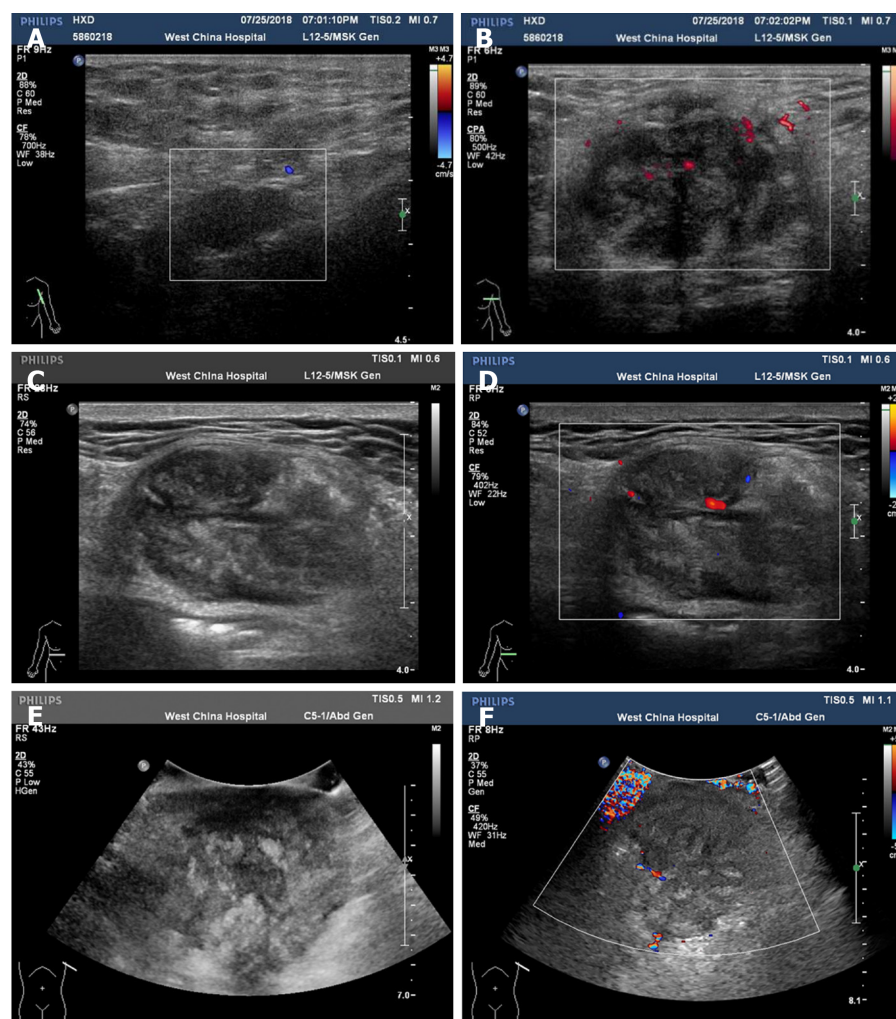 A
PHILIPS HXD 07/25/2018 07:01:10PM TIS0.2 MI 0.7
5860218 West China Hospital L12-5/MSK Gen
FR 9Hz
P1
2D
88%
C 60
P Med
Res
CF
78%
700Hz
WF 38Hz
Low
P
M3 M3
+4.7
-4.7
cm/s
X
4.5
B
PHILIPS HXD 07/25/2018 07:02:02PM TIS0.1 MI 0.7
5860218 West China Hospital L12-5/MSK Gen
FR 6Hz
P1
2D
89%
C 60
P Med
Res
CPA
80%
500Hz
WF 42Hz
Low
P
X
4.0
C
PHILIPS TIS0.1 MI 0.6
West China Hospital L12-5/MSK Gen
RS
2D
74%
C 56
P Med
Res
P
M2
X
4.0
D
PHILIPS TIS0.1 MI 0.6
West China Hospital L12-5/MSK Gen
RP
2D
84%
C 52
P Med
Res
CF
79%
402Hz
WF 22Hz
Low
P
X
4.0
E
PHILIPS TIS0.5 MI 1.2
West China Hospital C5-1/Abd Gen
FR 43Hz
RS
2D
43%
C 55
P Low
HGen
M2
X
7.0
F
PHILIPS TIS0.5 MI 1.1
West China Hospital C5-1/Abd Gen
FR 8Hz
RP
2D
37%
C 55
P Med
Gen
CF
49%
420Hz
WF 31Hz
Med
P
X
8.1